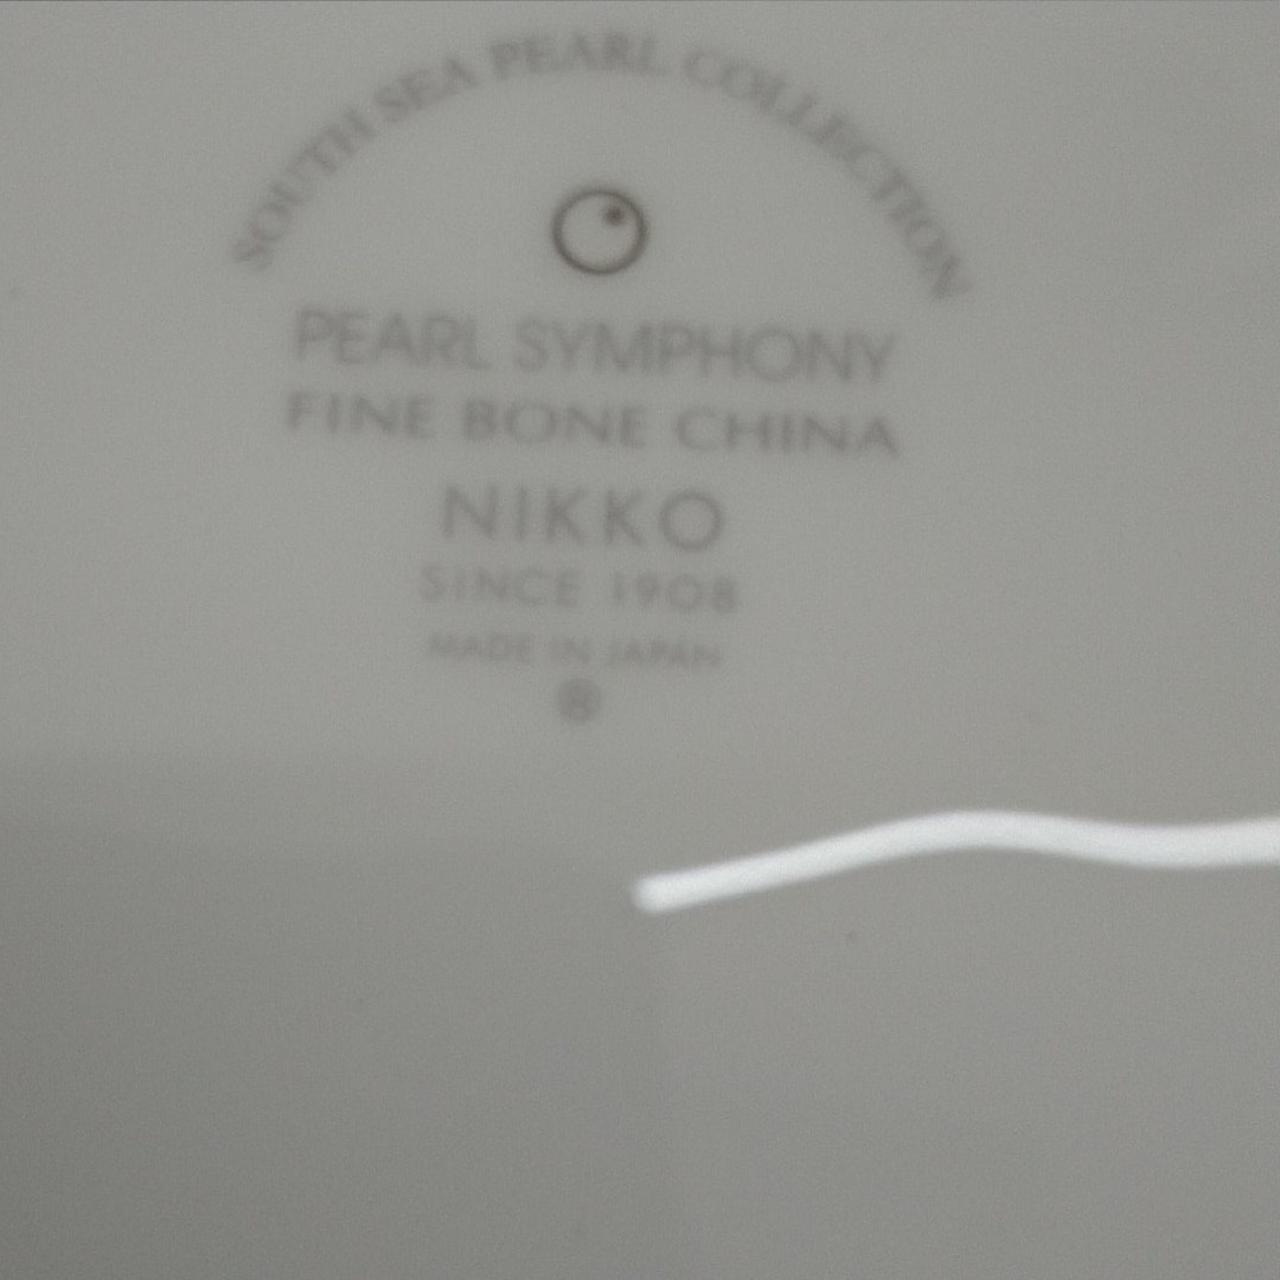 SOUTH SEA PEARL COLLECTION
PEARL SYMPHONY
FINE BONE CHINA
NIKKO
SINCE 1908
MADE IN JAPAN
®